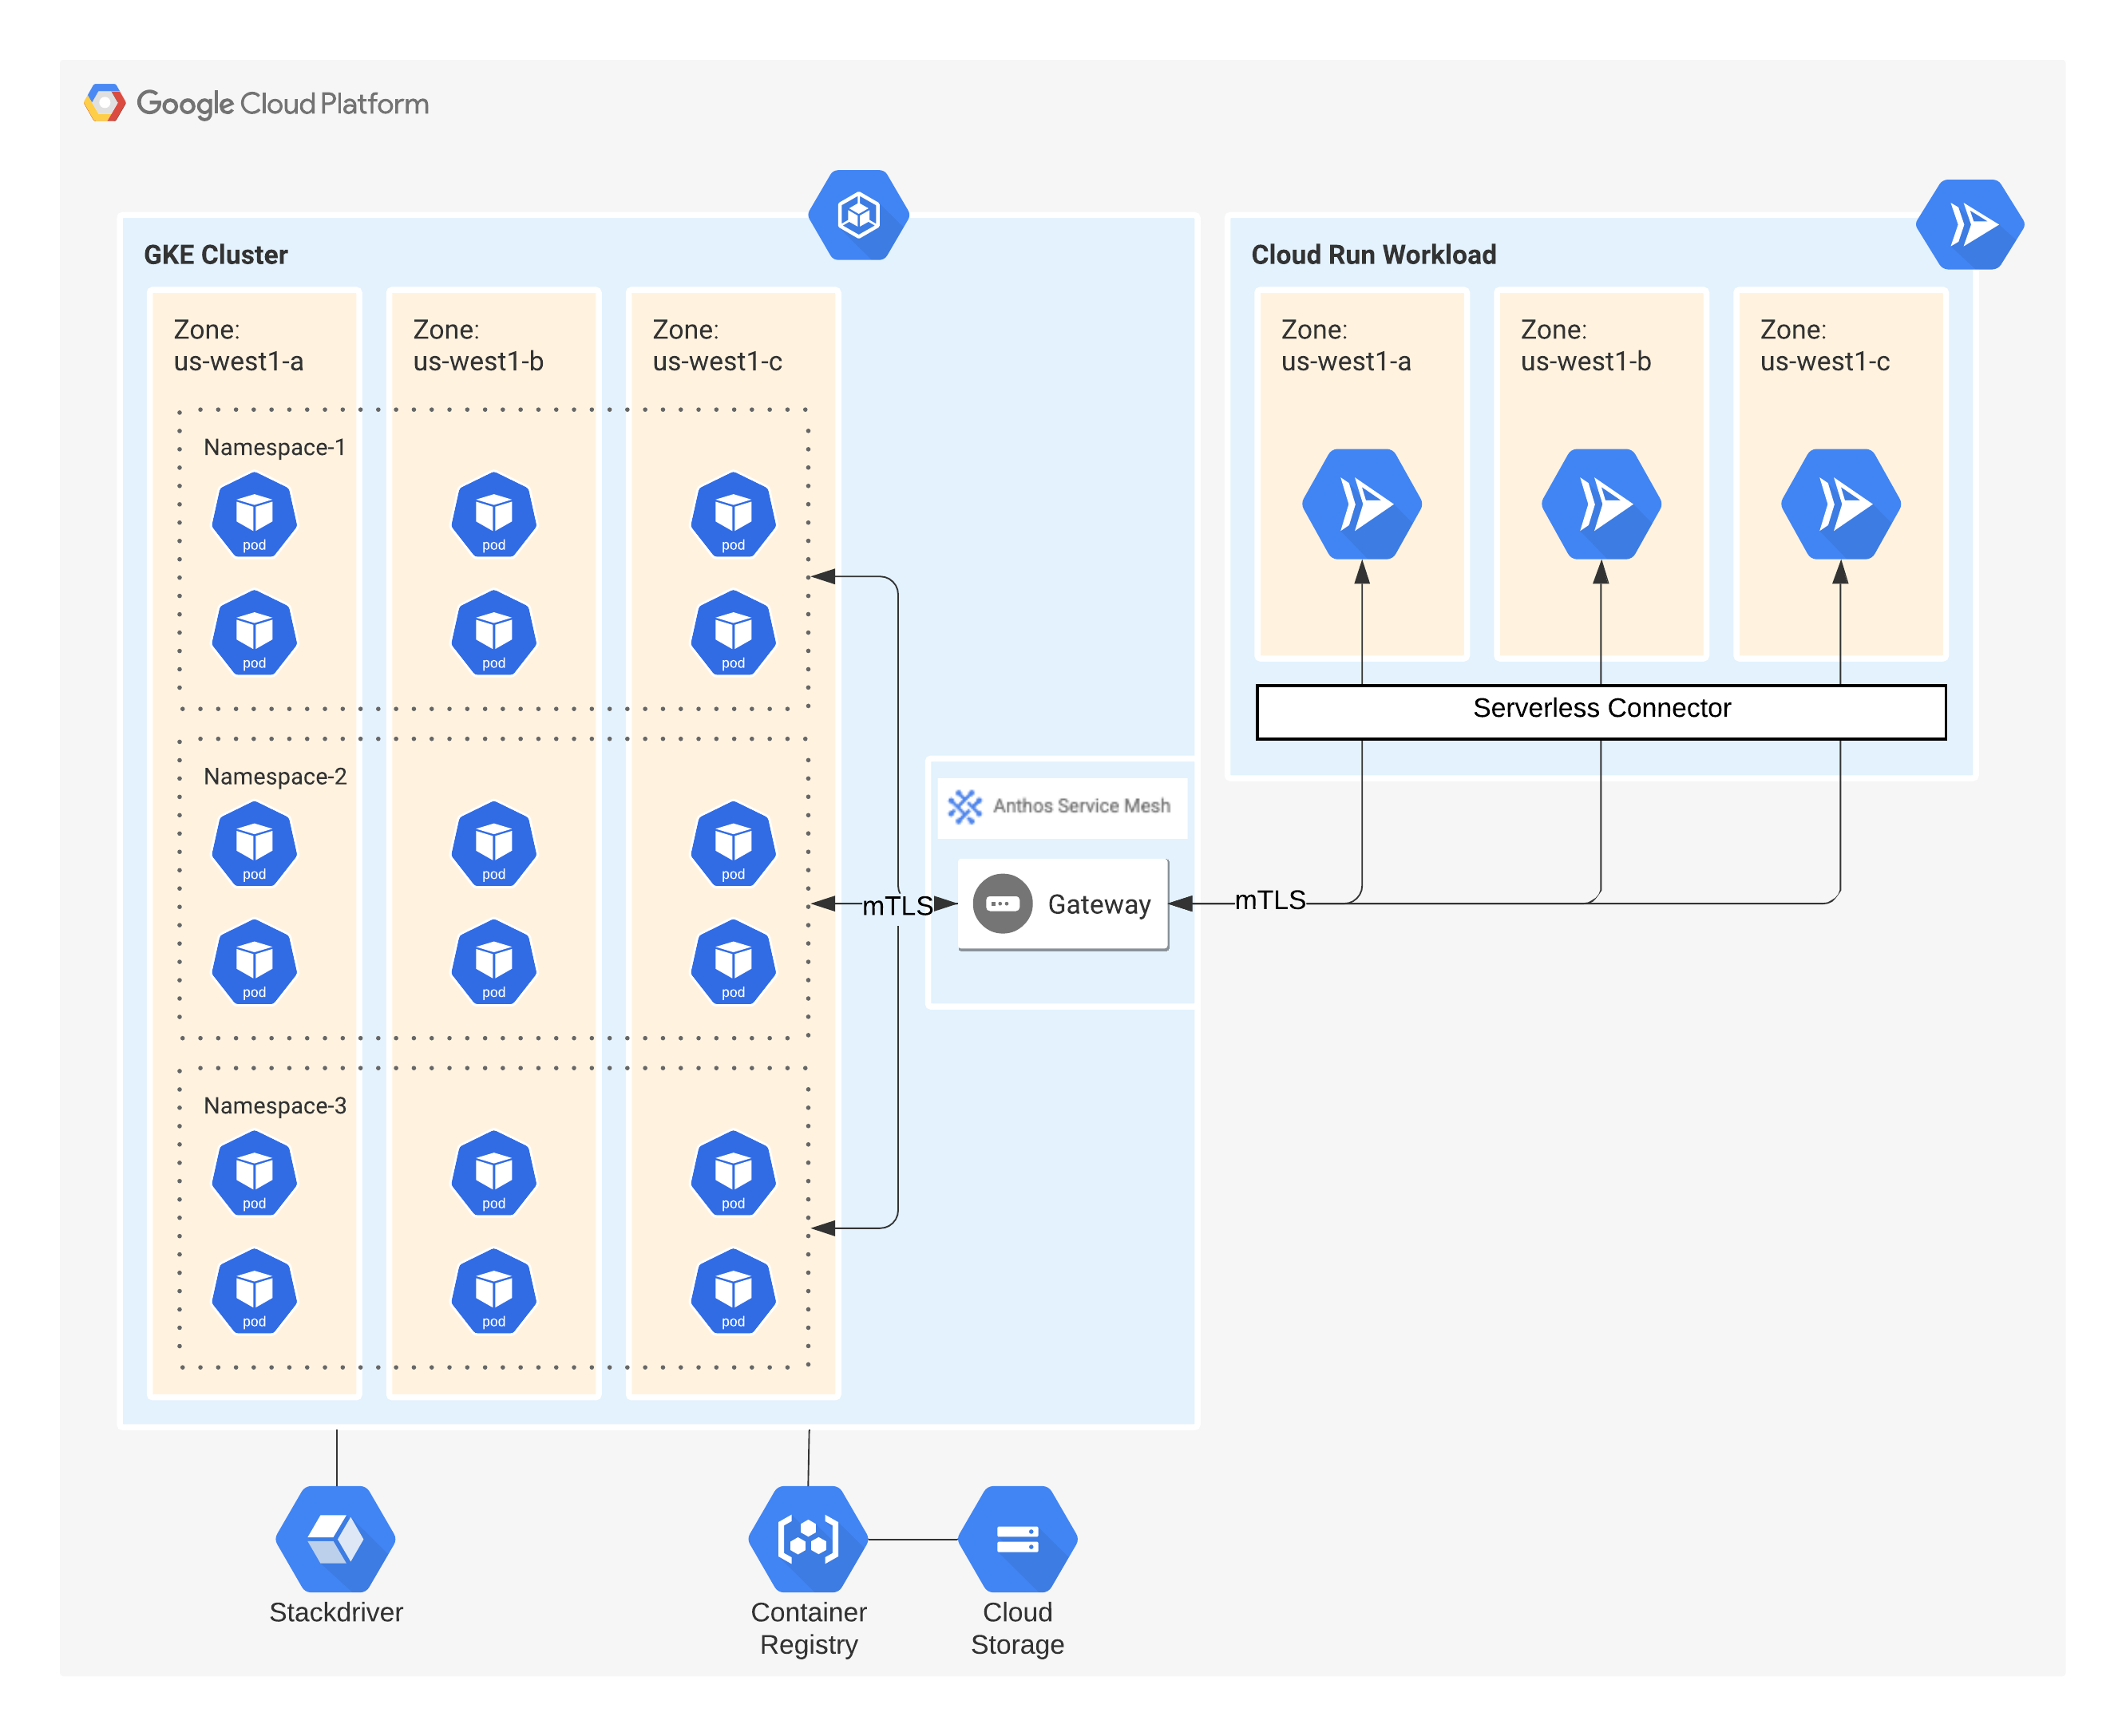 Google Cloud Platform
GKE Cluster
Zone:
us-west1-a
Zone:
us-west1-b
Zone:
us-west1-c
Namespace-1
pod
pod
pod
pod
pod
pod
Namespace-2
pod
pod
pod
pod
pod
pod
Namespace-3
pod
pod
pod
pod
pod
pod
mTLS
Anthos Service Mesh
Gateway
mTLS
Cloud Run Workload
Zone:
us-west1-a
Zone:
us-west1-b
Zone:
us-west1-c
Serverless Connector
Stackdriver
Container
Registry
Cloud
Storage